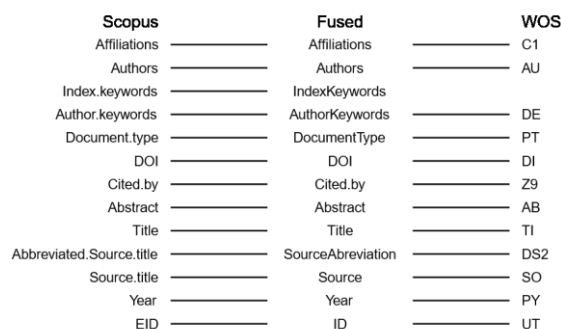 Scopus Fused WOS
Affiliations Affiliations C1
Authors Authors AU
Index.keywords IndexKeywords
Author.keywords AuthorKeywords DE
Document.type DocumentType PT
DOI DOI DI
Cited.by Cited.by Z9
Abstract Abstract AB
Title Title TI
Abbreviated.Source.title SourceAbreviation DS2
Source.title Source SO
Year Year PY
EID ID UT